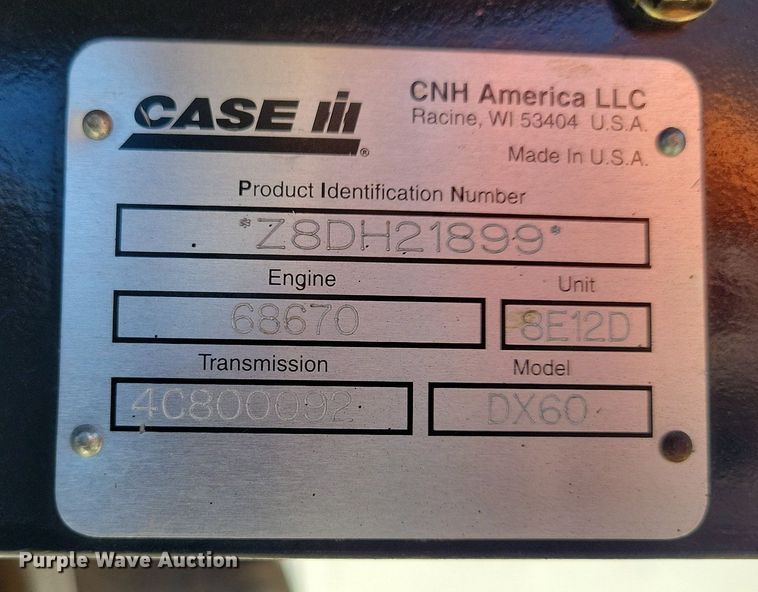 CASE IH ®
CNH America LLC
Racine, WI 53404 U.S.A.
Made In U.S.A.
Product Identification Number
*Z8DH21899*
Engine Unit
68670 8E12D
Transmission Model
4C800092 DX60
Purple Wave Auction